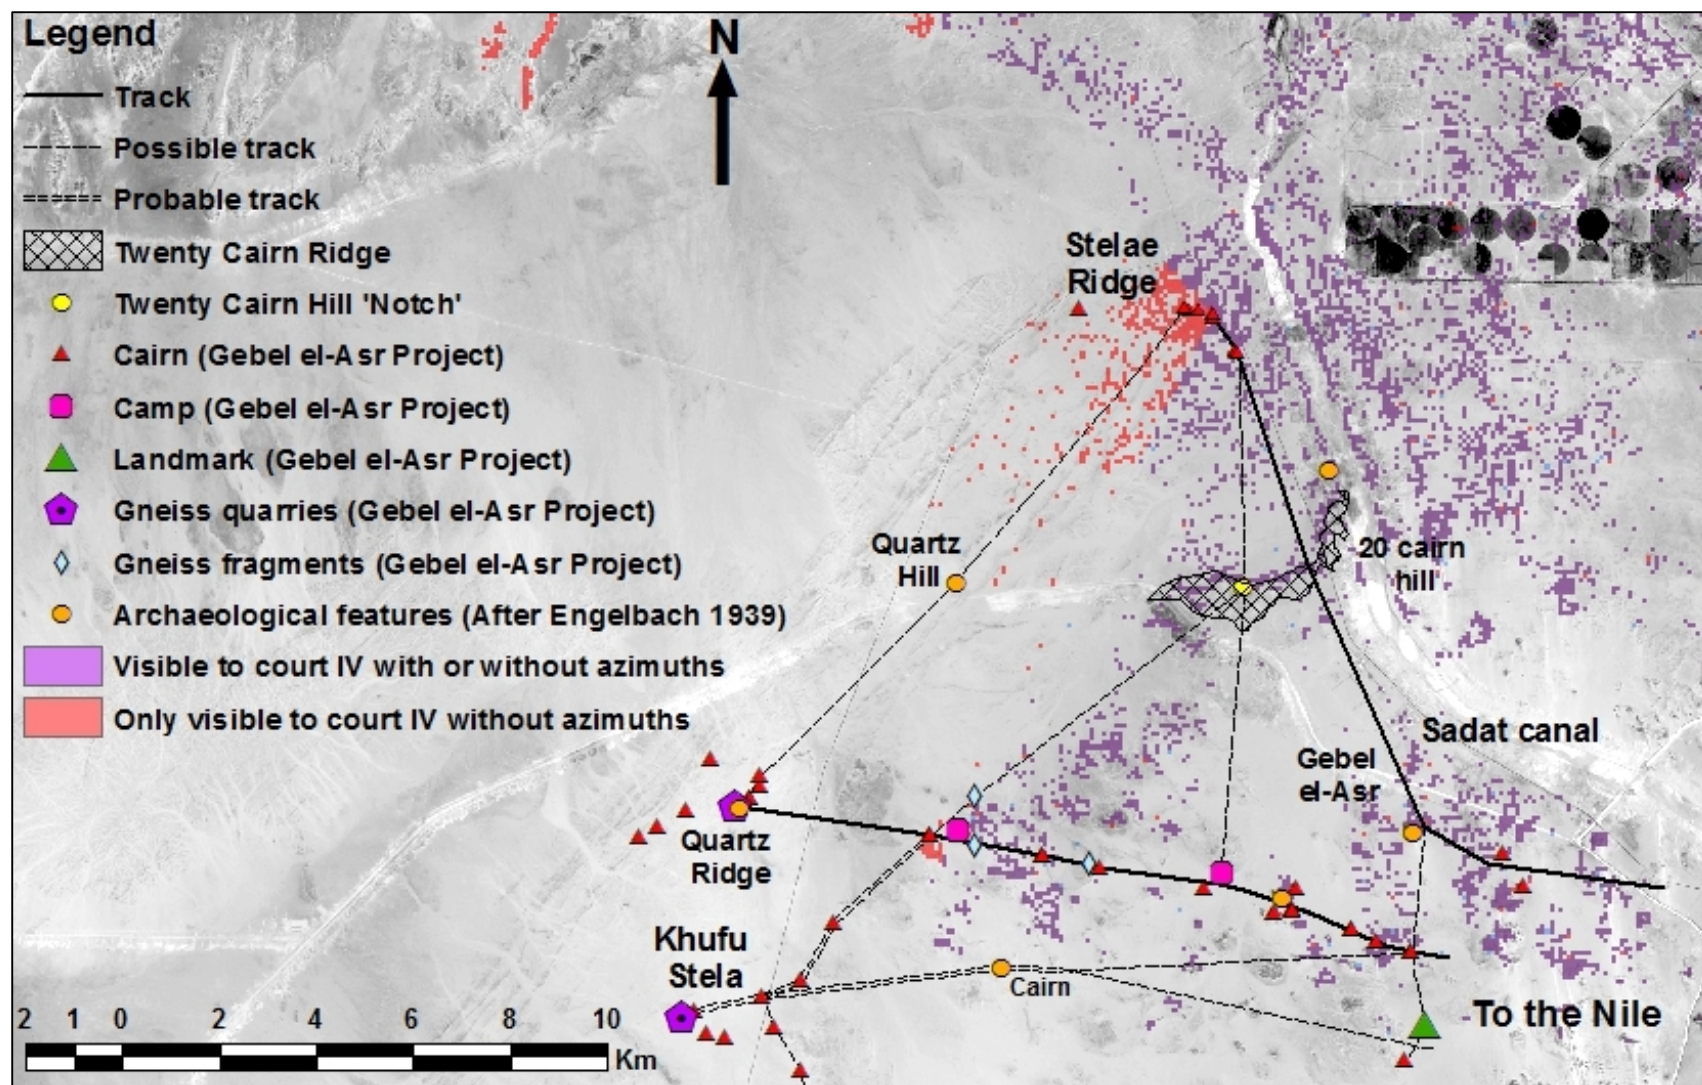 Legend
Track
Possible track
Probable track
Twenty Cairn Ridge
Twenty Cairn Hill 'Notch'
Cairn (Gebel el-Asr Project)
Camp (Gebel el-Asr Project)
Landmark (Gebel el-Asr Project)
Gneiss quarries (Gebel el-Asr Project)
Gneiss fragments (Gebel el-Asr Project)
Archaeological features (After Engelbach 1939)
Visible to court IV with or without azimuths
Only visible to court IV without azimuths
N
Stelae
Ridge
Quartz
Hill
20 cairn
hill
Sadat canal
Gebel
el-Asr
Quartz
Ridge
Khufu
Stela
Cairn
To the Nile
2 1 0 2 4 6 8 10
Km